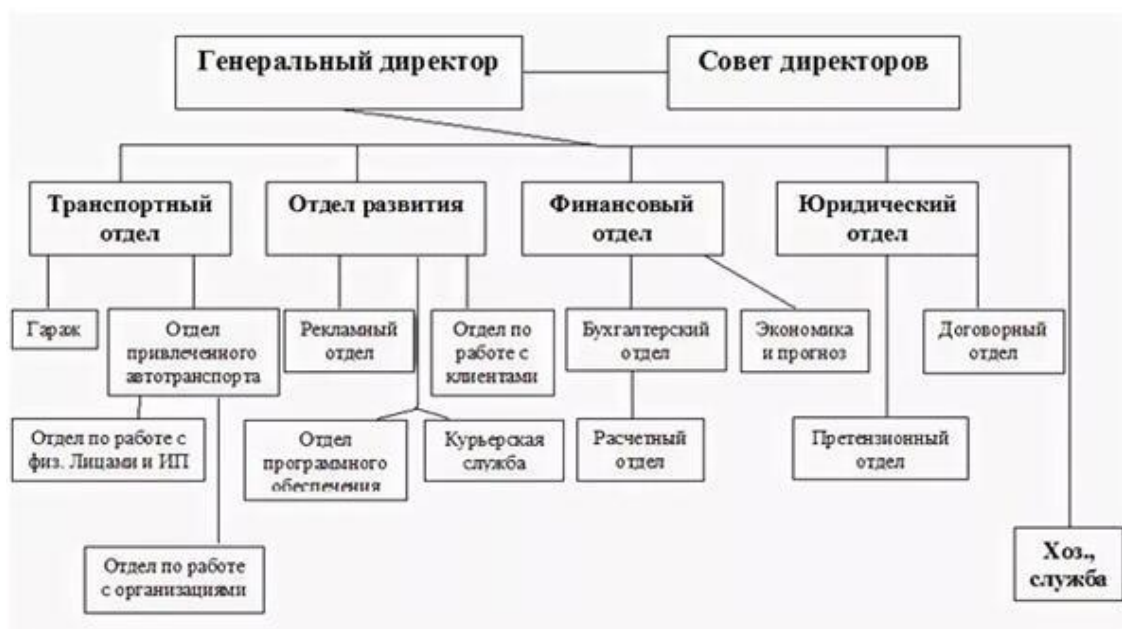 Генеральный директор
Совет директоров
Транспортный
отдел
Отдел развития
Финансовый
отдел
Юридический
отдел
Гараж
Отдел
привлеченного
автотранспорта
Рекламный
отдел
Отдел по
работе с
клиентами
Бухгалтерский
отдел
Экономика
и прогноз
Договорный
отдел
Отдел по работе с
физ. Лицами и ИП
Отдел
программного
обеспечения
Курьерская
служба
Расчетный
отдел
Претензионный
отдел
Отдел по работе
с организациями
Хоз.,
служба